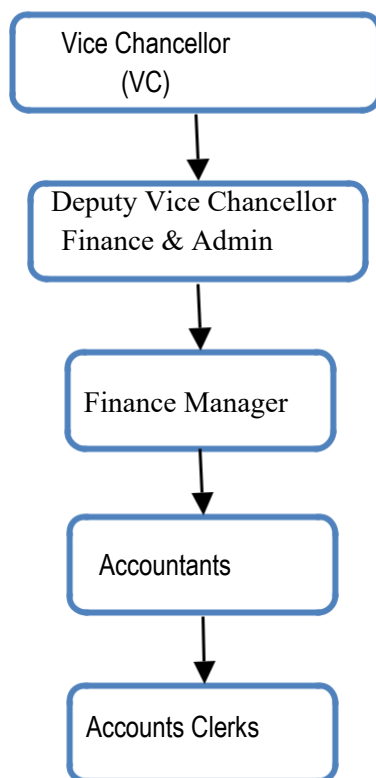 Vice Chancellor
(VC)
Deputy Vice Chancellor
Finance & Admin
Finance Manager
Accountants
Accounts Clerks